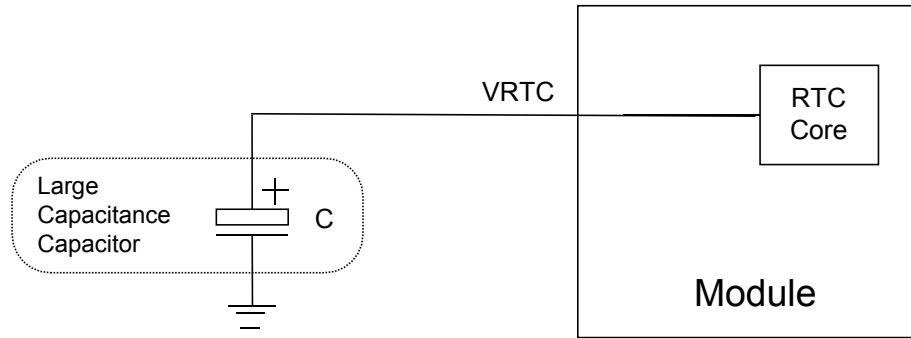 VRTC
RTC
Core
Large
Capacitance
Capacitor
+
C
Module